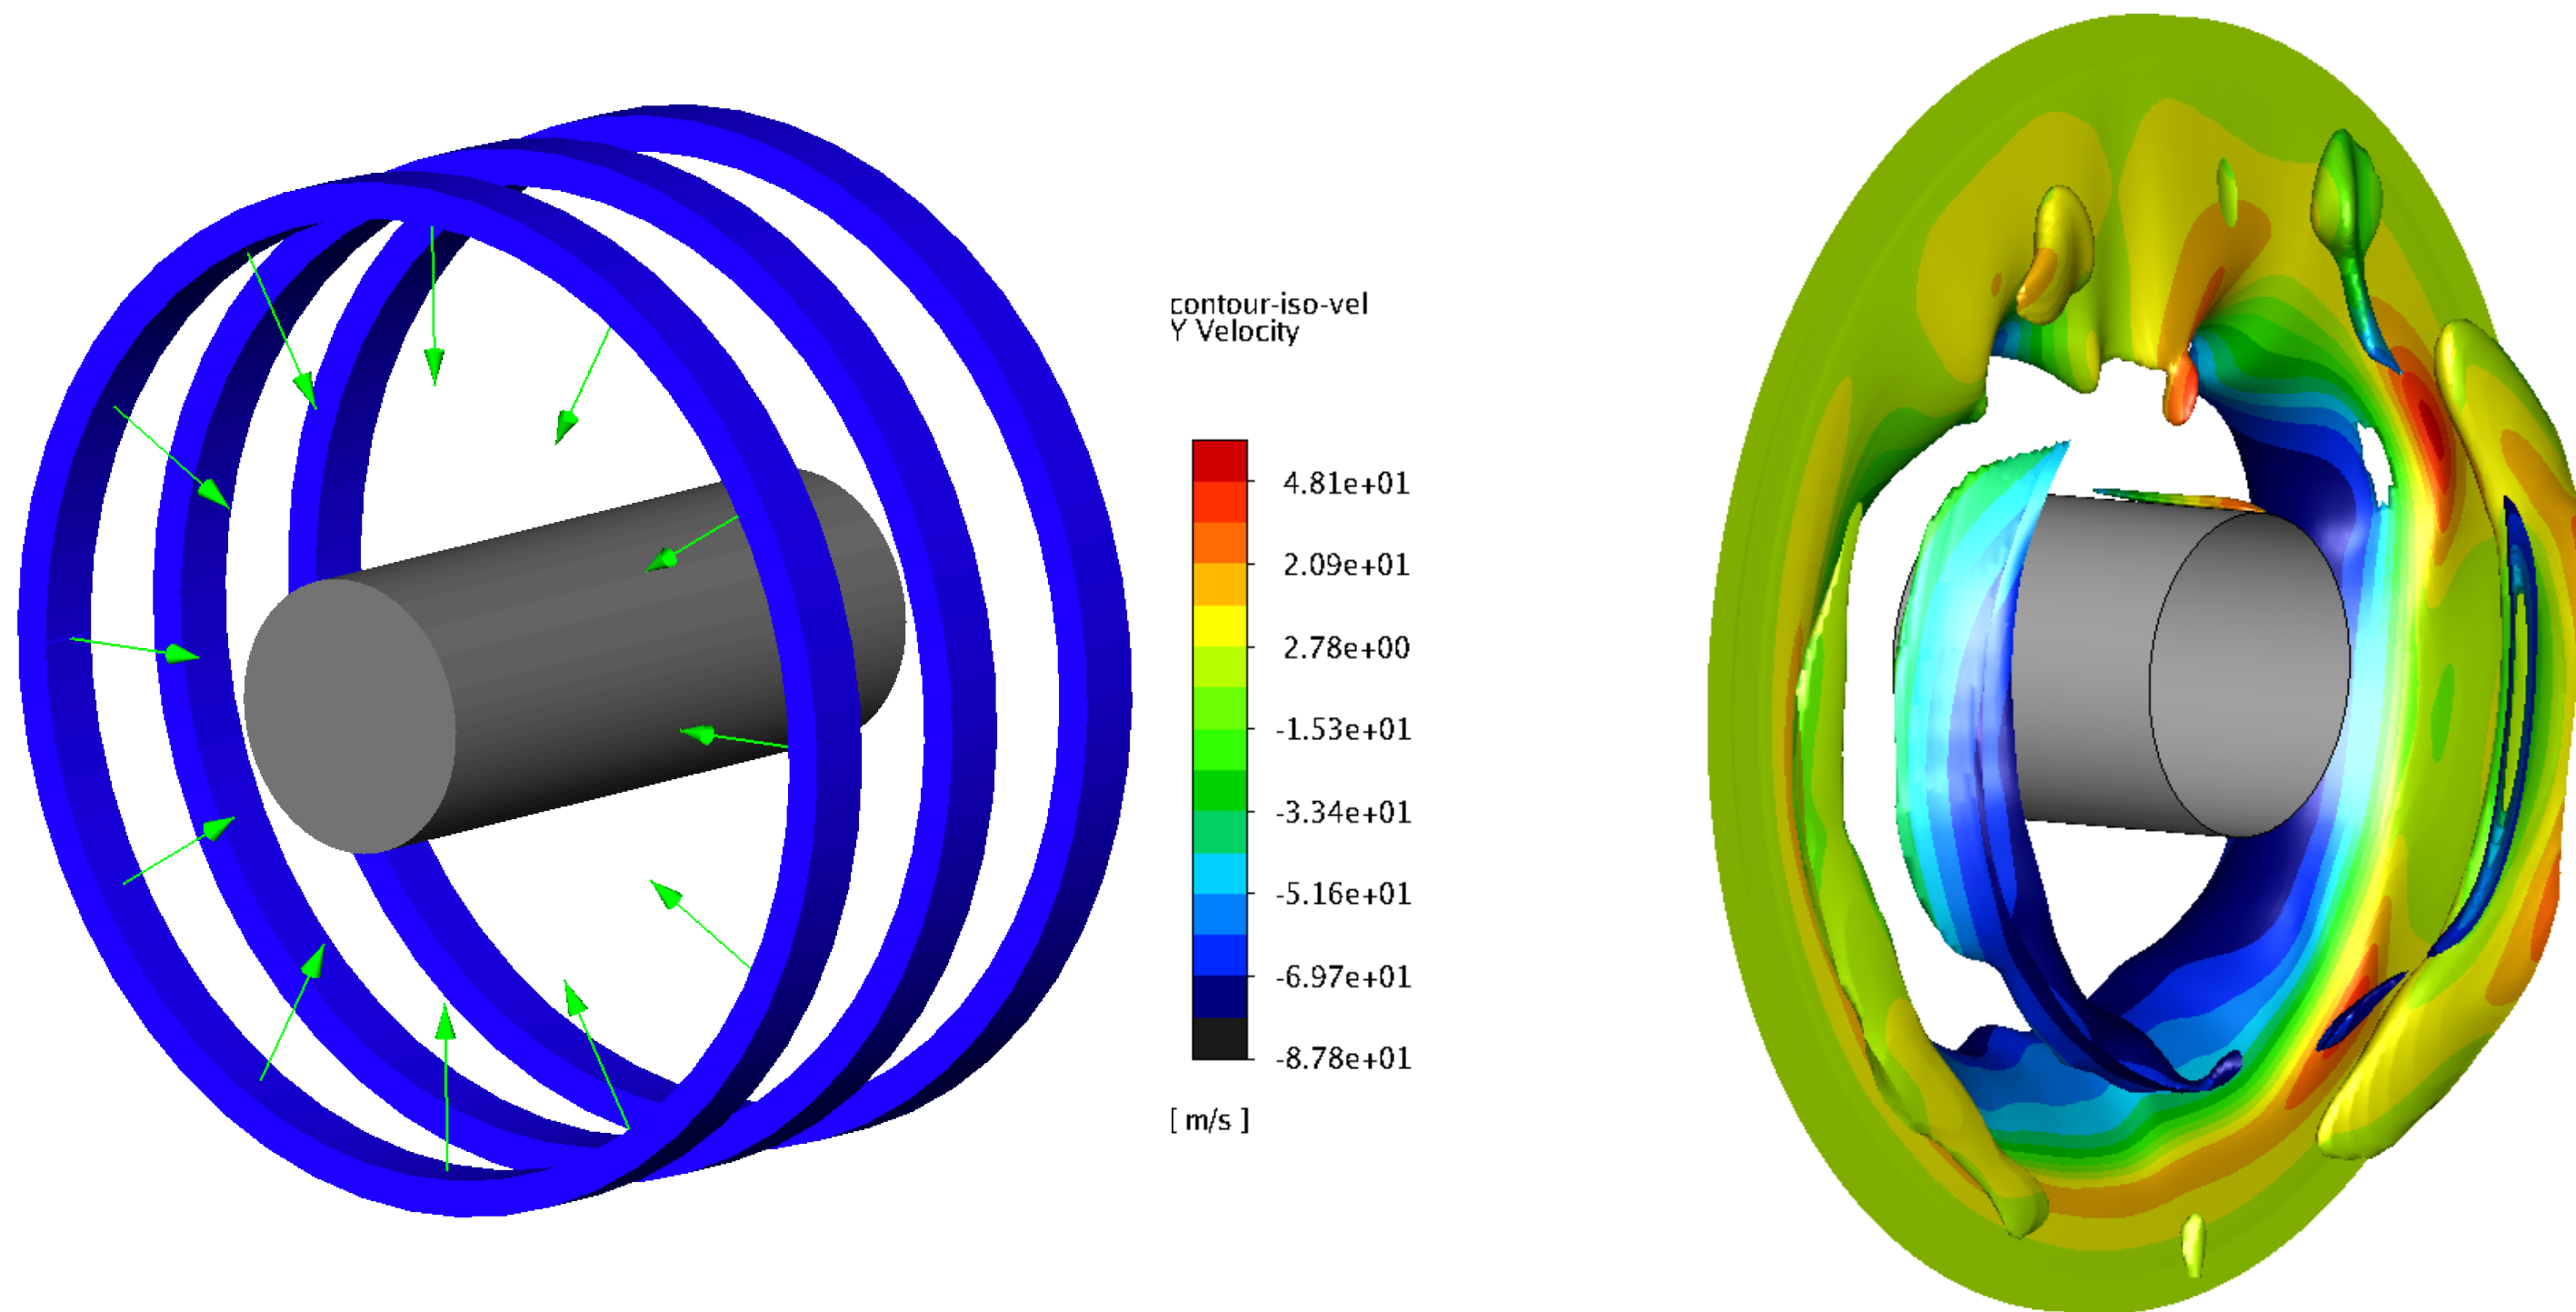 contour-iso-vel
Y Velocity
4.81e+01
2.09e+01
2.78e+00
-1.53e+01
-3.34e+01
-5.16e+01
-6.97e+01
-8.78e+01
[ m/s ]